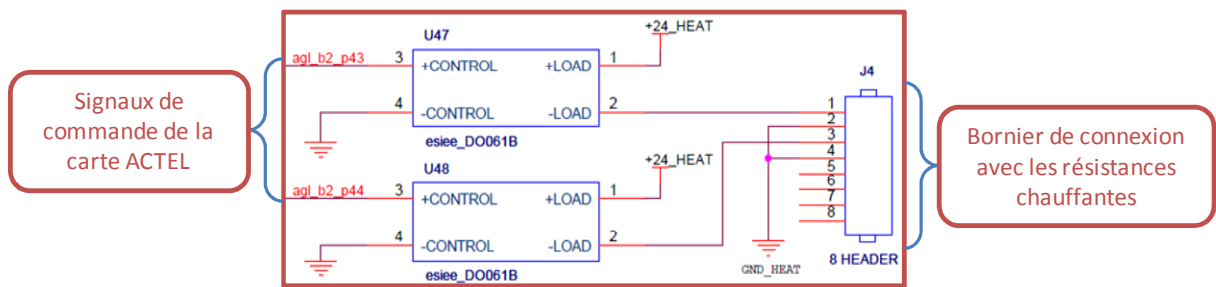 Signaux de
commande de la
carte ACTEL
U47
+24_HEAT
agl_b2_p43
3
+CONTROL
+LOAD
1
4
-CONTROL
-LOAD
2
esiee_DO061B
U48
+24_HEAT
agl_b2_p44
3
+CONTROL
+LOAD
1
4
-CONTROL
-LOAD
2
esiee_DO061B
J4
1
2
3
4
5
6
7
8
GND_HEAT
8 HEADER
Bornier de connexion
avec les résistances
chauffantes